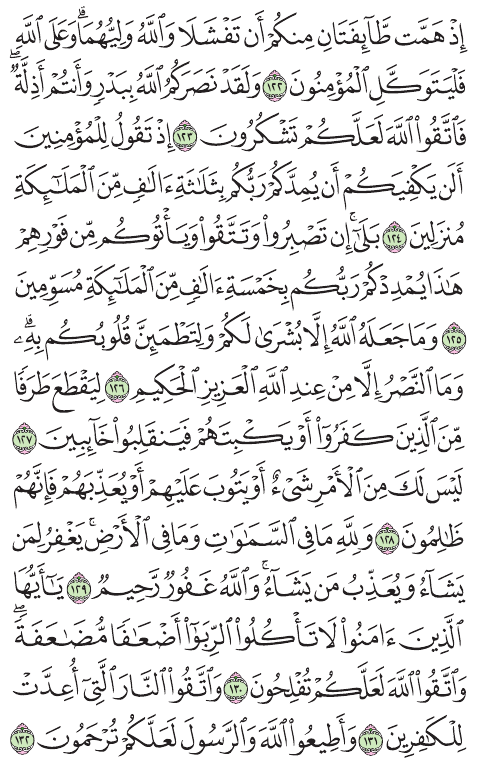 إِذْ هَمَّت طَّآئِفَتَانِ مِنكُمْ أَن تَفْشَلَا وَٱللَّهُ وَلِيُّهُمَاۗ وَعَلَى ٱللَّهِ
فَلْيَتَوَكَّلِ ٱلْمُؤْمِنُونَ ١٢٢ وَلَقَدْ نَصَرَكُمُ ٱللَّهُ بِبَدْرٍ وَأَنتُمْ أَذِلَّةٌۖ
فَٱتَّقُوا۟ ٱللَّهَ لَعَلَّكُمْ تَشْكُرُونَ ١٢٣ إِذْ تَقُولُ لِلْمُؤْمِنِينَ
أَلَن يَكْفِيَكُمْ أَن يُمِدَّكُمْ رَبُّكُم بِثَلَٰثَةِ ءَالَٰفٍ مِّنَ ٱلْمَلَٰٓئِكَةِ
مُنزَلِينَ ١٢٤ بَلَىٰٓۚ إِن تَصْبِرُوا۟ وَتَتَّقُوا۟ وَيَأْتُوكُم مِّن فَوْرِهِمْ
هَٰذَا يُمْدِدْكُمْ رَبُّكُم بِخَمْسَةِ ءَالَٰفٍ مِّنَ ٱلْمَلَٰٓئِكَةِ مُسَوِّمِينَ
١٢٥ وَمَا جَعَلَهُ ٱللَّهُ إِلَّا بُشْرَىٰ لَكُمْ وَلِتَطْمَئِنَّ قُلُوبُكُم بِهِۦۗ
وَمَا ٱلنَّصْرُ إِلَّا مِنْ عِندِ ٱللَّهِ ٱلْعَزِيزِ ٱلْحَكِيمِ ١٢٦ لِيَقْطَعَ طَرَفًا
مِّنَ ٱلَّذِينَ كَفَرُوٓا۟ أَوْ يَكْبِتَهُمْ فَيَنقَلِبُوا۟ خَآئِبِينَ ١٢٧
لَيْسَ لَكَ مِنَ ٱلْأَمْرِ شَىْءٌ أَوْ يَتُوبَ عَلَيْهِمْ أَوْ يُعَذِّبَهُمْ فَإِنَّهُمْ
ظَٰلِمُونَ ١٢٨ وَلِلَّهِ مَا فِى ٱلسَّمَٰوَٰتِ وَمَا فِى ٱلْأَرْضِۚ يَغْفِرُ لِمَن
يَشَآءُ وَيُعَذِّبُ مَن يَشَآءُۚ وَٱللَّهُ غَفُورٌ رَّحِيمٌ ١٢٩ يَٰٓأَيُّهَا
ٱلَّذِينَ ءَامَنُوا۟ لَا تَأْكُلُوا۟ ٱلرِّبَوٰٓا۟ أَضْعَٰفًا مُّضَٰعَفَةًۖ
وَٱتَّقُوا۟ ٱللَّهَ لَعَلَّكُمْ تُفْلِحُونَ ١٣٠ وَٱتَّقُوا۟ ٱلنَّارَ ٱلَّتِىٓ أُعِدَّتْ
لِلْكَٰفِرِينَ ١٣١ وَأَطِيعُوا۟ ٱللَّهَ وَٱلرَّسُولَ لَعَلَّكُمْ تُرْحَمُونَ ١٣٢